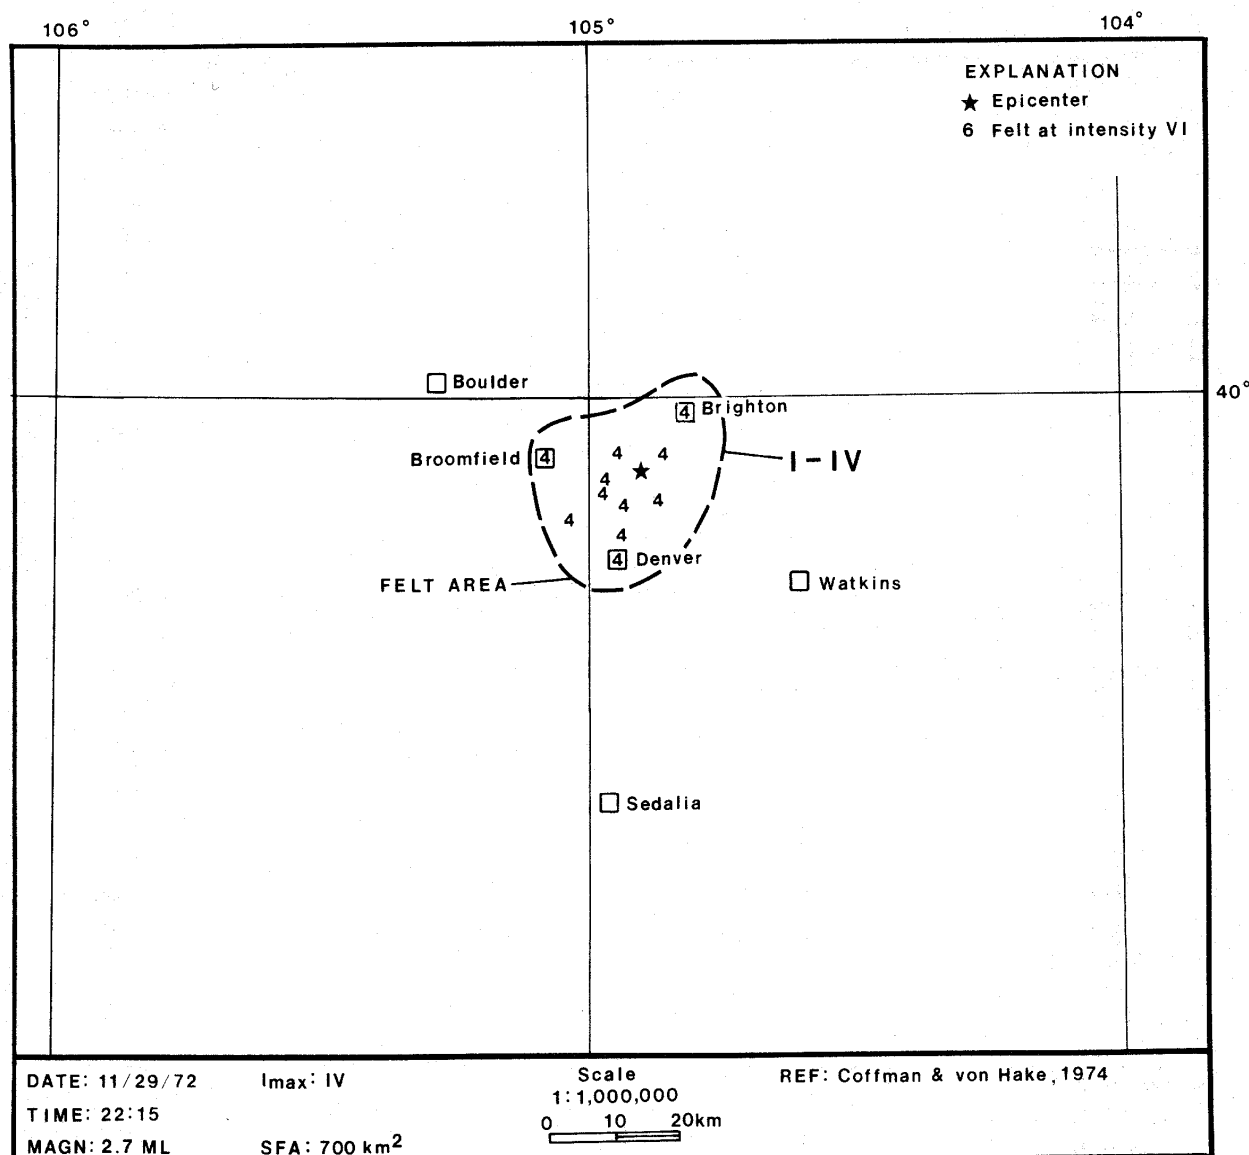 106° 105° 104°
EXPLANATION
★ Epicenter
6 Felt at intensity VI
Boulder
40°
4 Brighton
Broomfield 4
4 4
I-IV
4
4
4 4
4
4
4 Denver
FELT AREA
Watkins
Sedalia
DATE: 11/29/72 Imax: IV Scale REF: Coffman & von Hake, 1974
1:1,000,000
TIME: 22:15
0 10 20km
MAGN: 2.7 ML SFA: 700 km²